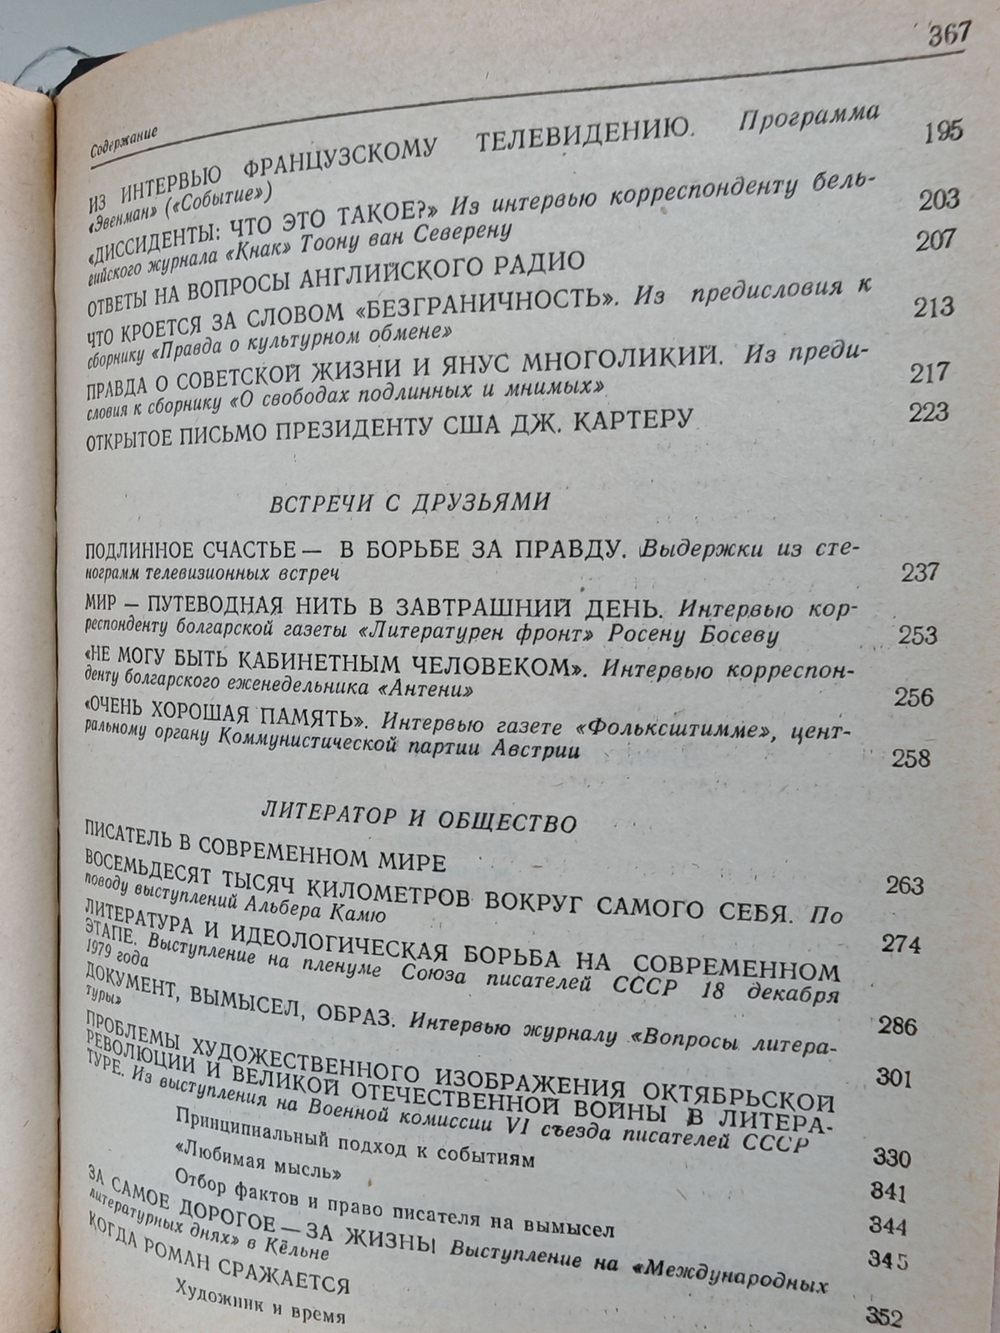 367
Содержание
ИЗ ИНТЕРВЬЮ ФРАНЦУЗСКОМУ ТЕЛЕВИДЕНИЮ. Программа
«Эвенман» («Событие») 195
«ДИССИДЕНТЫ: ЧТО ЭТО ТАКОЕ?» Из интервью корреспонденту бель-
гийского журнала «Кнак» Тоону ван Северену 203
ОТВЕТЫ НА ВОПРОСЫ АНГЛИЙСКОГО РАДИО 207
ЧТО КРОЕТСЯ ЗА СЛОВОМ «БЕЗГРАНИЧНОСТЬ». Из предисловия к
сборнику «Правда о культурном обмене» 213
ПРАВДА О СОВЕТСКОЙ ЖИЗНИ И ЯНУС МНОГОЛИКИЙ. Из преди-
словия к сборнику «О свободах подлинных и мнимых» 217
ОТКРЫТОЕ ПИСЬМО ПРЕЗИДЕНТУ США ДЖ. КАРТЕРУ 223
ВСТРЕЧИ С ДРУЗЬЯМИ
ПОДЛИННОЕ СЧАСТЬЕ — В БОРЬБЕ ЗА ПРАВДУ. Выдержки из сте-
нограмм телевизионных встреч 237
МИР — ПУТЕВОДНАЯ НИТЬ В ЗАВТРАШНИЙ ДЕНЬ. Интервью кор-
респонденту болгарской газеты «Литературен фронт» Росену Босеву 253
«НЕ МОГУ БЫТЬ КАБИНЕТНЫМ ЧЕЛОВЕКОМ». Интервью корреспон-
денту болгарского еженедельника «Антени» 256
«ОЧЕНЬ ХОРОШАЯ ПАМЯТЬ». Интервью газете «Фольксштимме», цент-
ральному органу Коммунистической партии Австрии 258
ЛИТЕРАТОР И ОБЩЕСТВО
ПИСАТЕЛЬ В СОВРЕМЕННОМ МИРЕ 263
ВОСЕМЬДЕСЯТ ТЫСЯЧ КИЛОМЕТРОВ ВОКРУГ САМОГО СЕБЯ. По
поводу выступлений Альбера Камю 274
ЛИТЕРАТУРА И ИДЕОЛОГИЧЕСКАЯ БОРЬБА НА СОВРЕМЕННОМ
ЭТАПЕ. Выступление на пленуме Союза писателей СССР 18 декабря
1979 года 286
ДОКУМЕНТ, ВЫМЫСЕЛ, ОБРАЗ. Интервью журналу «Вопросы литера-
туры» 301
ПРОБЛЕМЫ ХУДОЖЕСТВЕННОГО ИЗОБРАЖЕНИЯ ОКТЯБРЬСКОЙ
РЕВОЛЮЦИИ И ВЕЛИКОЙ ОТЕЧЕСТВЕННОЙ ВОЙНЫ В ЛИТЕРА-
ТУРЕ. Из выступления на Военной комиссии VI съезда писателей СССР 330
Принципиальный подход к событиям 341
«Любимая мысль» 344
Отбор фактов и право писателя на вымысел 345
ЗА САМОЕ ДОРОГОЕ — ЗА ЖИЗНЬ! Выступление на «Международных
литературных днях» в Кёльне 352
КОГДА РОМАН СРАЖАЕТСЯ
Художник и время